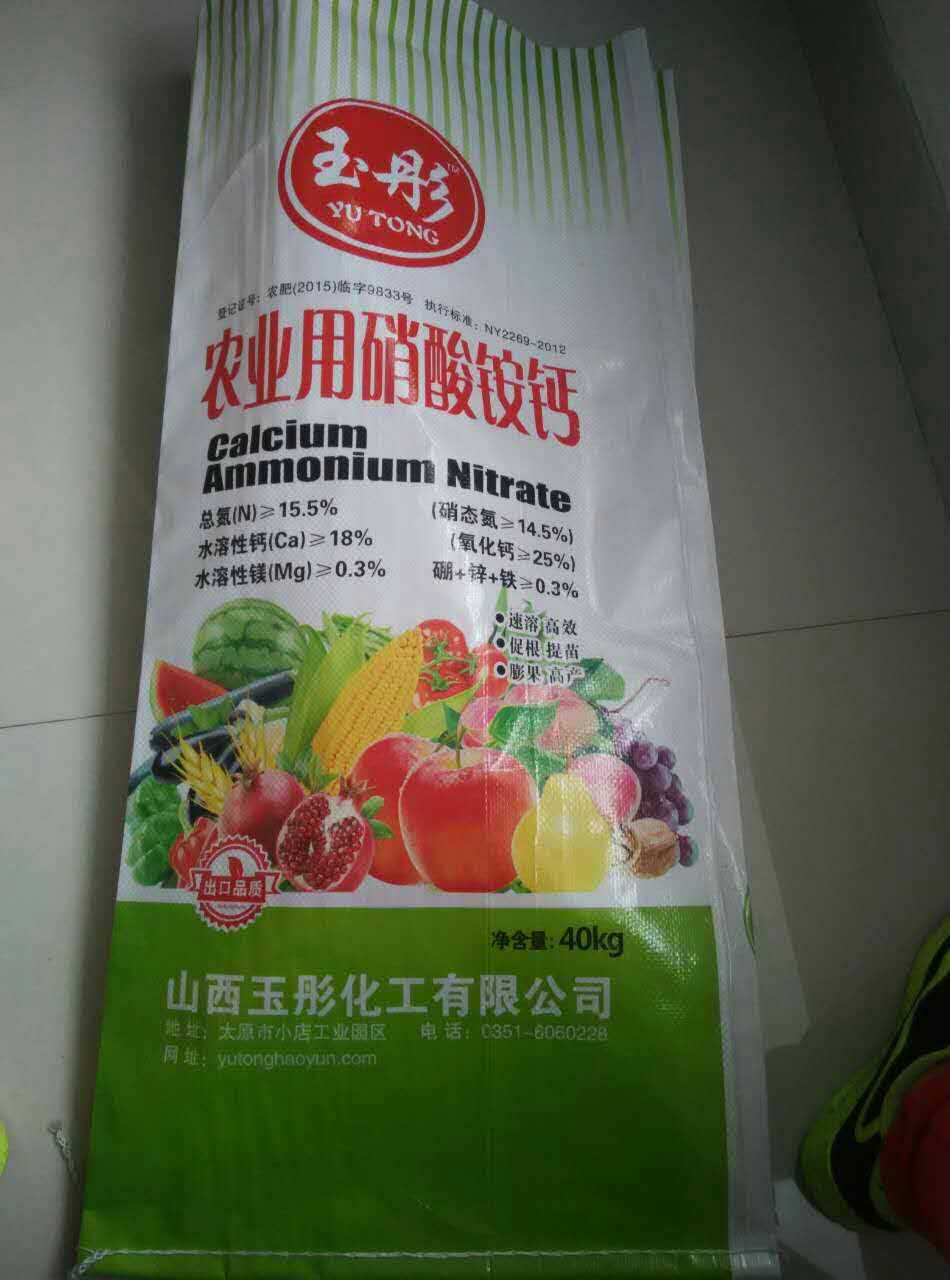 玉彤™
YU TONG
登记证号：农肥(2015)临字9833号 执行标准：NY2269-2012
农业用硝酸铵钙
Calcium
Ammonium Nitrate
总氮(N)≥15.5% (硝态氮≥14.5%)
水溶性钙(Ca)≥18% (氧化钙≥25%)
水溶性镁(Mg)≥0.3% 硼+锌+铁≥0.3%
●速溶 高效
●促根 提苗
●膨果 高产
出口品质
净含量：40kg
山西玉彤化工有限公司
地址：太原市小店工业园区 电话：0351-6060228
网址：yutonghaoyun.com